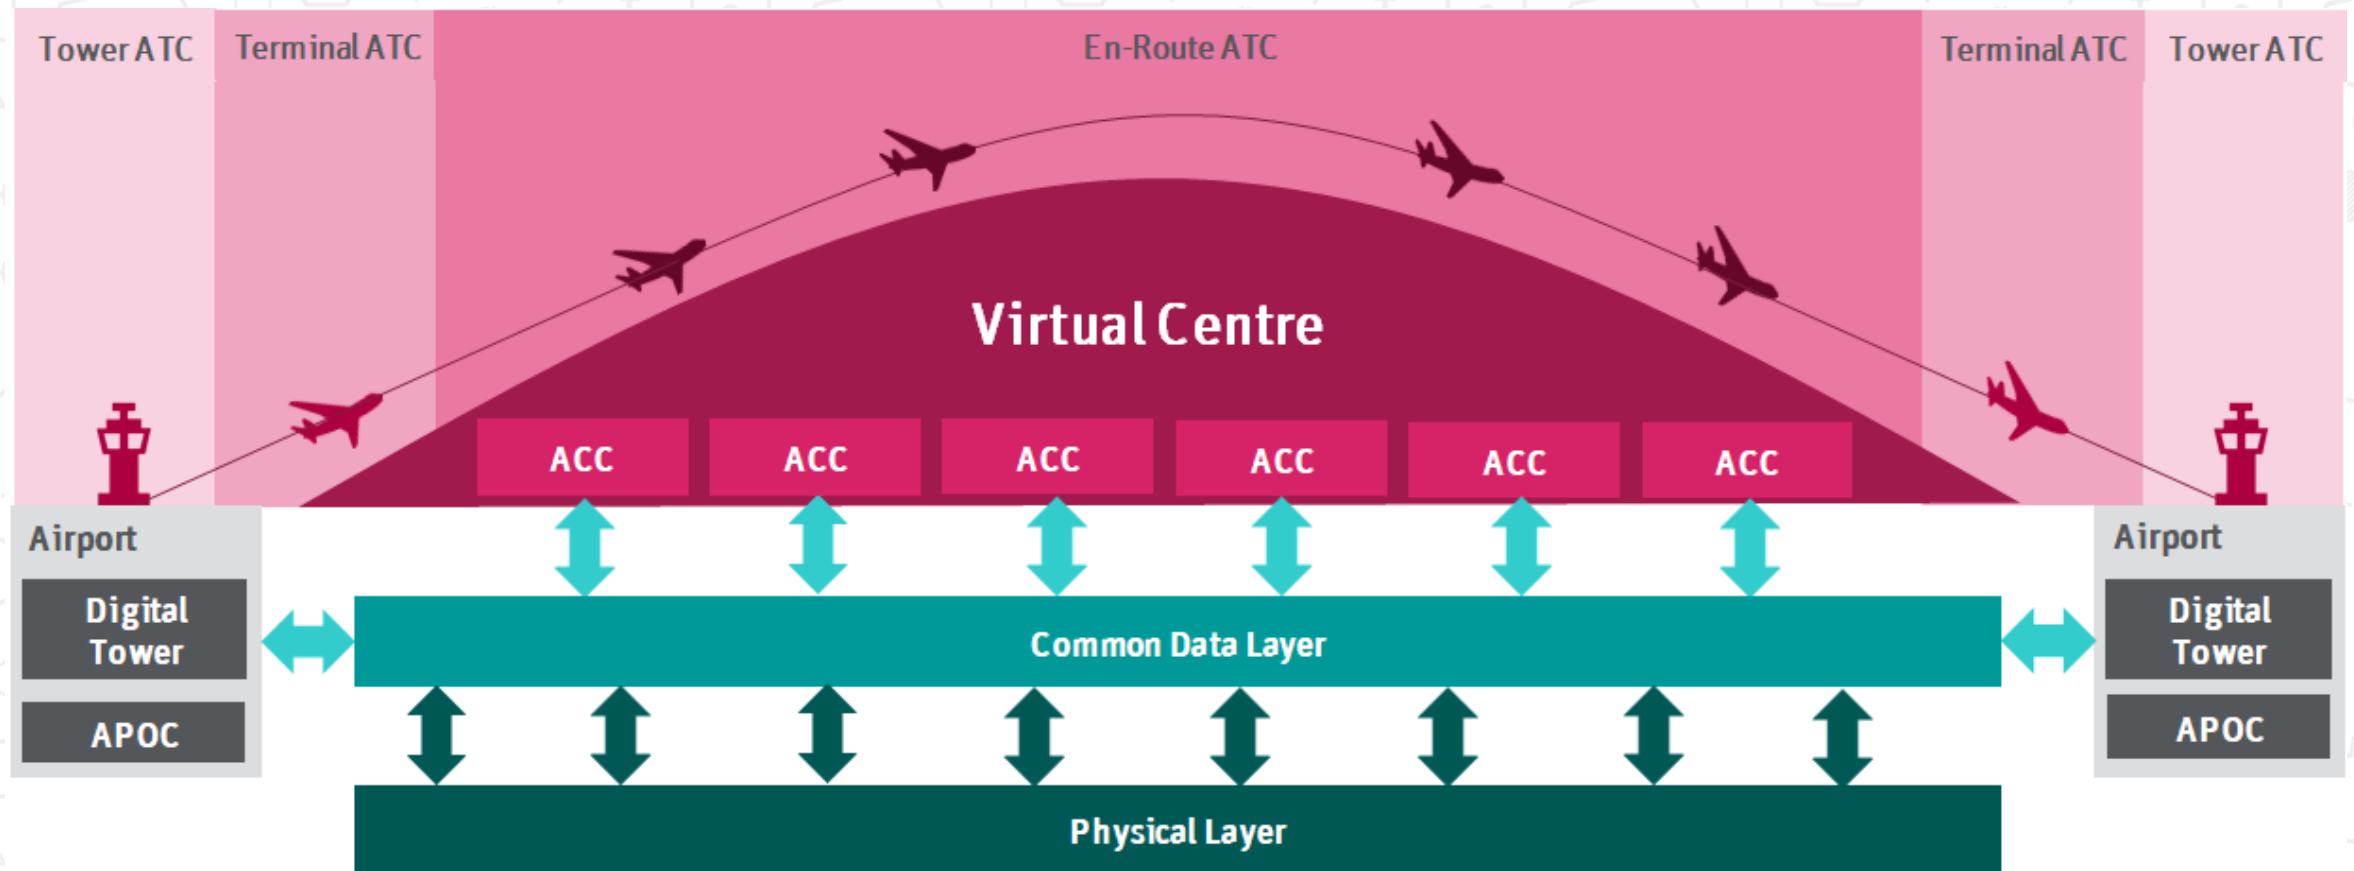 Tower ATC
Terminal ATC
En-Route ATC
Terminal ATC
Tower ATC
Virtual Centre
ACC
ACC
ACC
ACC
ACC
ACC
Airport
Digital
Tower
APOC
Common Data Layer
Physical Layer
Airport
Digital
Tower
APOC